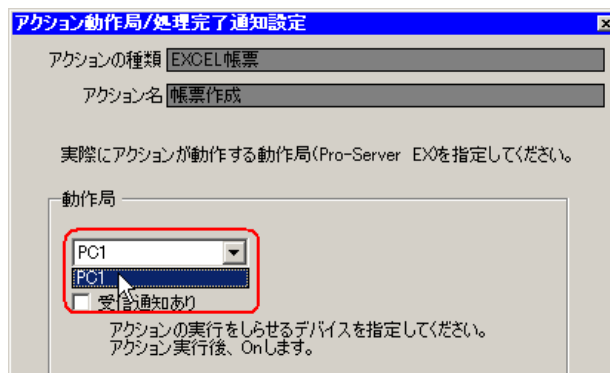 アクション動作局/処理完了通知設定
アクションの種類 EXCEL帳票
アクション名 帳票作成
実際にアクションが動作する動作局(Pro-Server EX)を指定してください。
動作局
PC1
PC1
受信通知あり
アクションの実行をしらせるデバイスを指定してください。
アクション実行後、Onします。